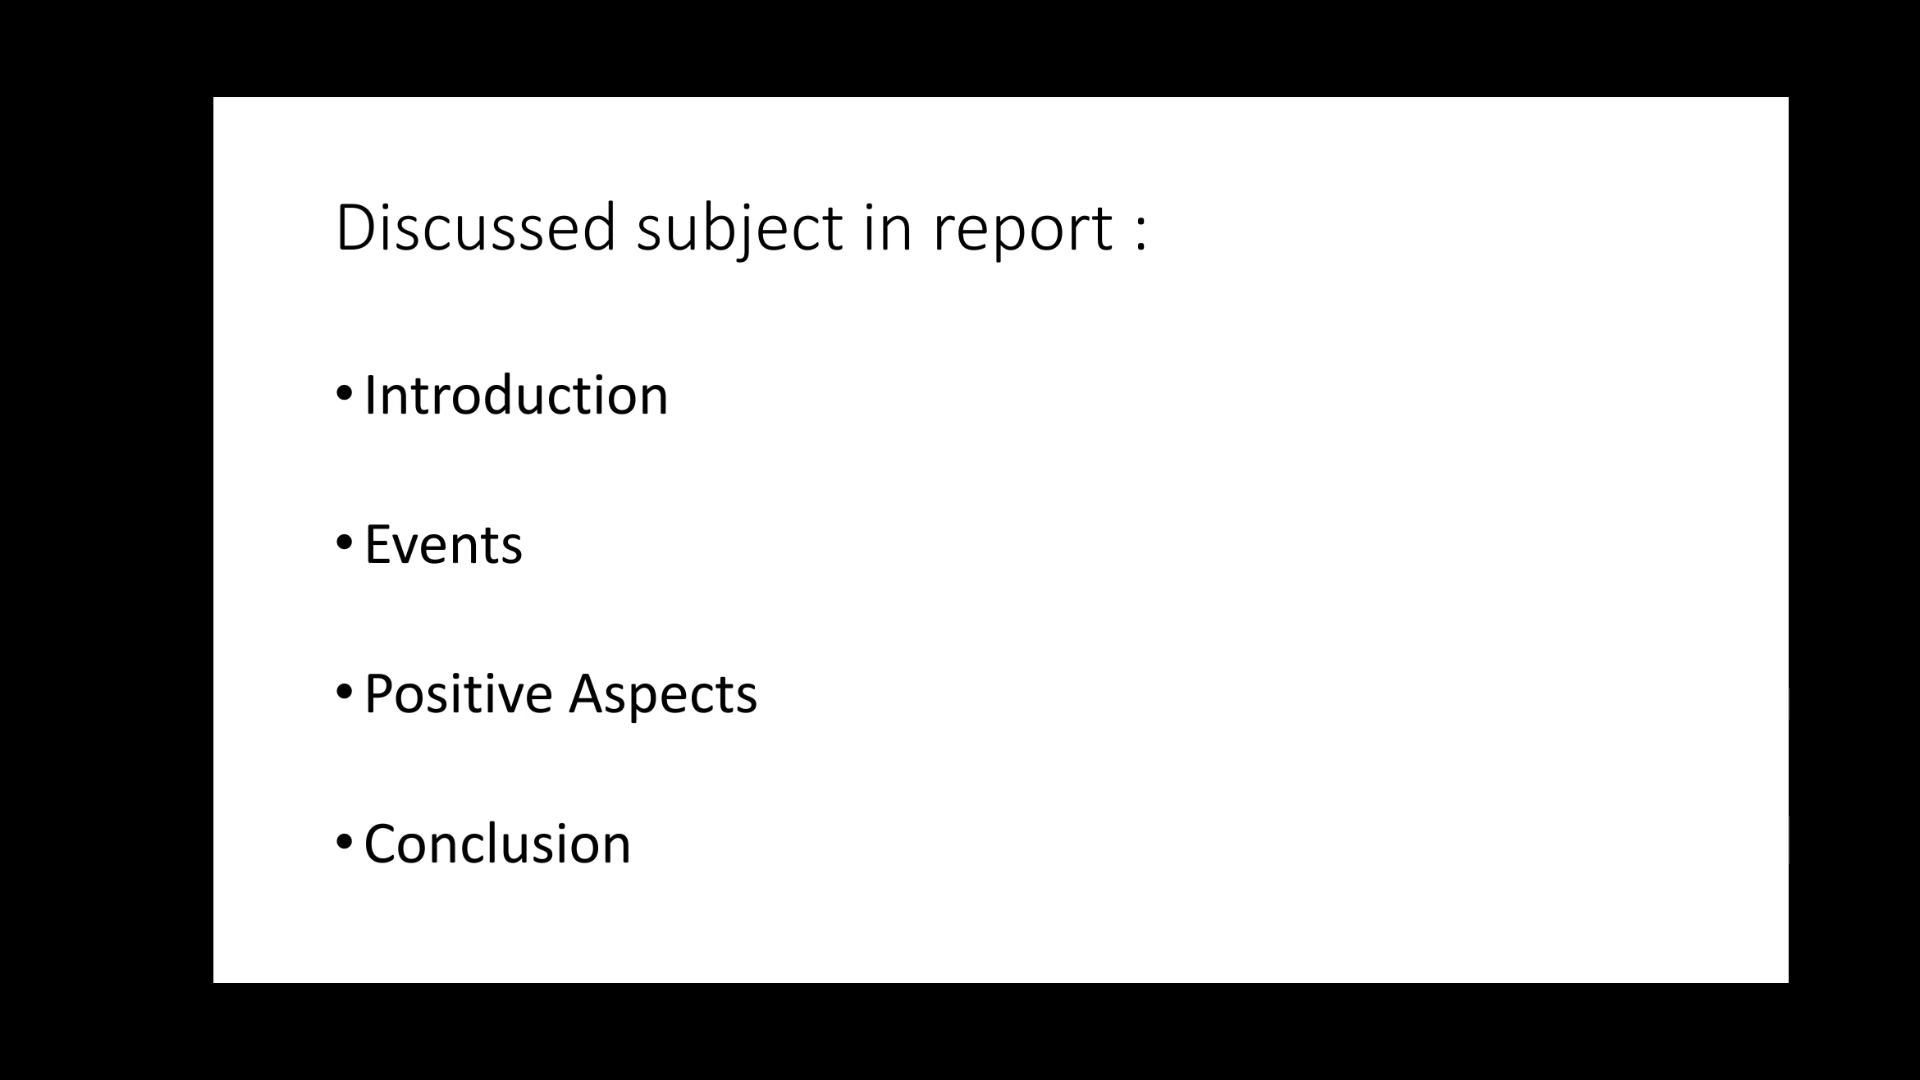 Discussed subject in report :
• Introduction
• Events
• Positive Aspects
• Conclusion